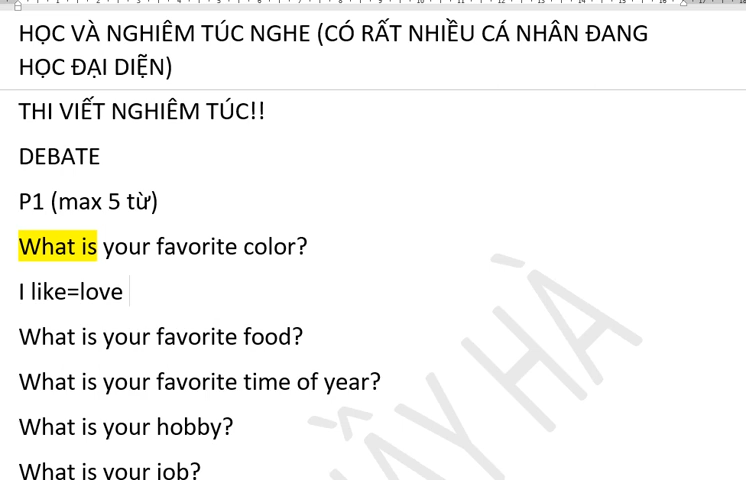 HỌC VÀ NGHIÊM TÚC NGHE (CÓ RẤT NHIỀU CÁ NHÂN ĐANG
HỌC ĐẠI DIỆN)
THI VIẾT NGHIÊM TÚC!!
DEBATE
P1 (max 5 từ)
What is your favorite color?
I like=love
What is your favorite food?
What is your favorite time of year?
What is your hobby?
What is your job?
HẦY HÀ